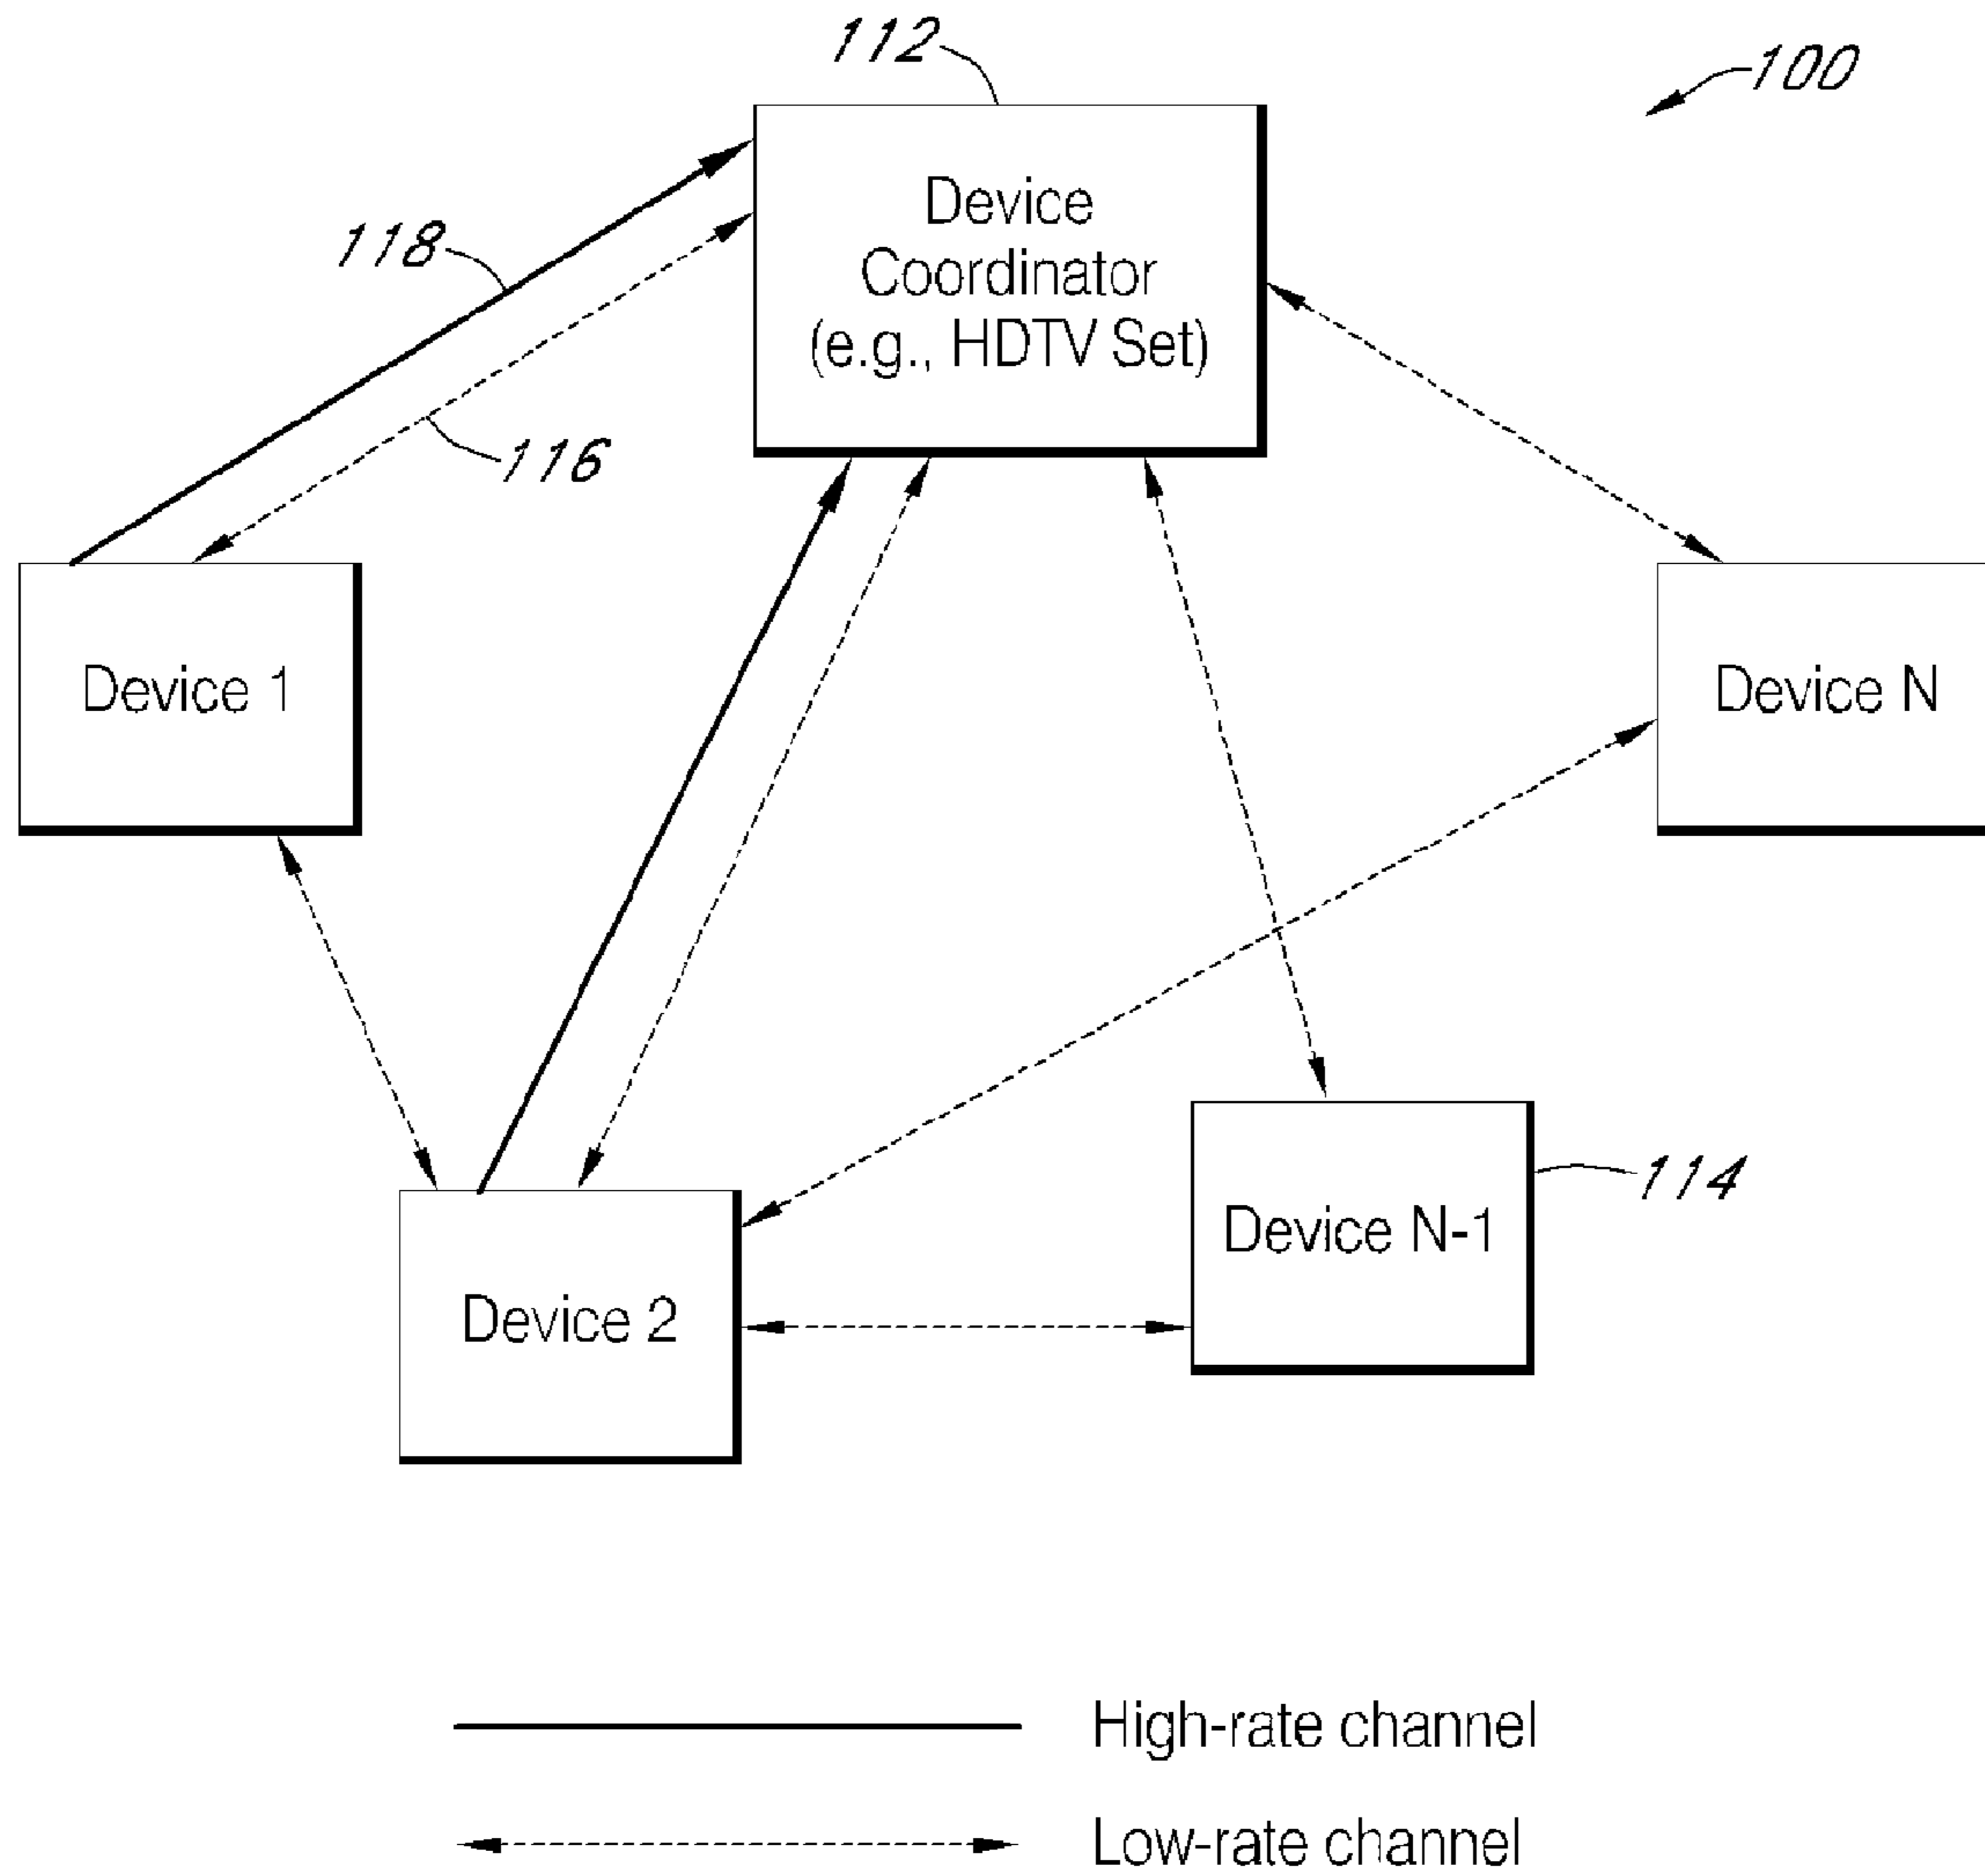 112
100
Device
Coordinator
(e.g., HDTV Set)
118
116
Device 1
Device N
114
Device N-1
Device 2
High-rate channel
Low-rate channel